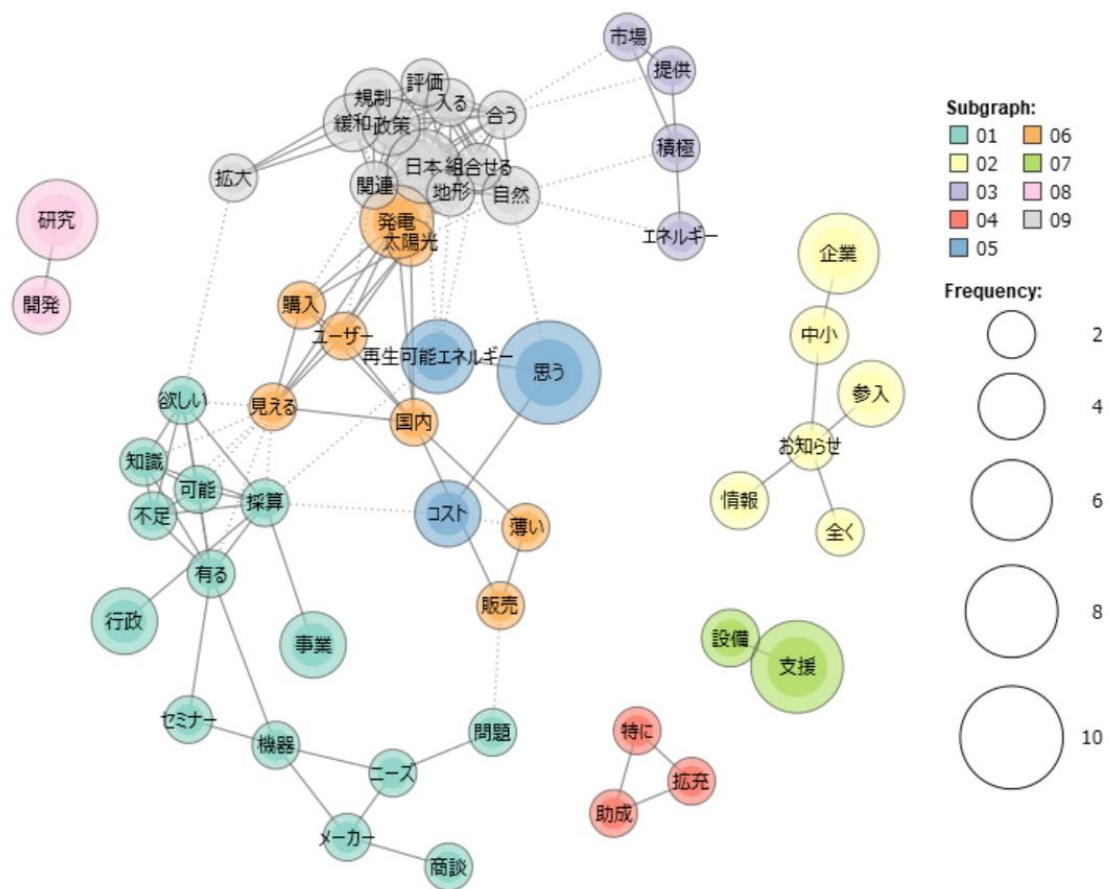 市場
提供
評価
規制
入る
緩和
政策
合う
積極
日本
組合せる
拡大
関連
地形
自然
研究
発電
太陽光
エネルギー
企業
開発
購入
ユーザー
中小
再生可能エネルギー
思う
欲しい
見える
国内
参入
知識
お知らせ
可能
採算
情報
不足
コスト
薄い
全く
有る
販売
行政
事業
設備
支援
セミナー
機器
問題
特に
ニーズ
拡充
助成
メーカー
商談
Subgraph:
01
06
02
07
03
08
04
09
05
Frequency:
2
4
6
8
10